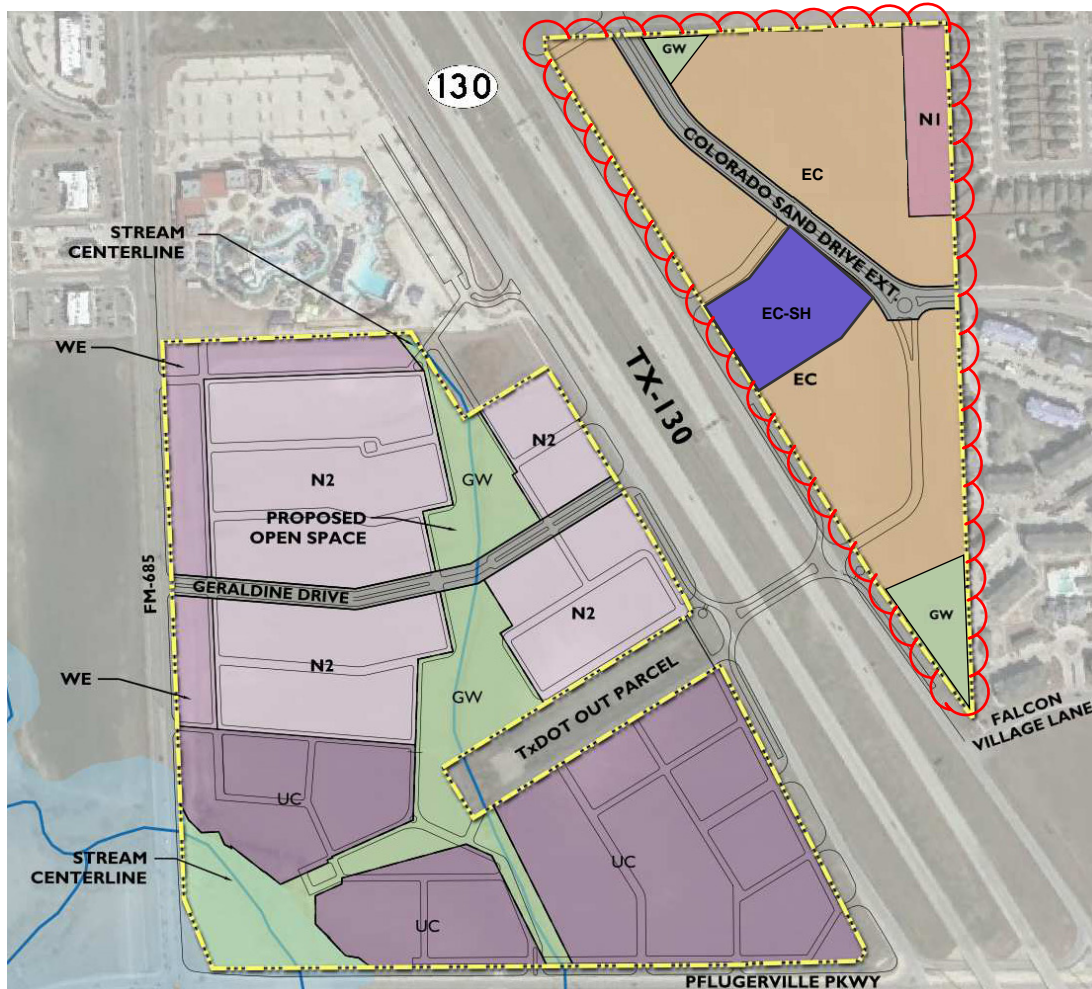 130
GW
N1
COLORADO SAND DRIVE EXT.
EC
STREAM
CENTERLINE
EC-SH
WE
TX-130
EC
N2
N2
GW
PROPOSED
OPEN SPACE
FM-685
GERALDINE DRIVE
N2
GW
N2
WE
GW
TxDOT OUT PARCEL
FALCON
VILLAGE LANE
UC
STREAM
CENTERLINE
UC
UC
PFLUGERVILLE PKWY